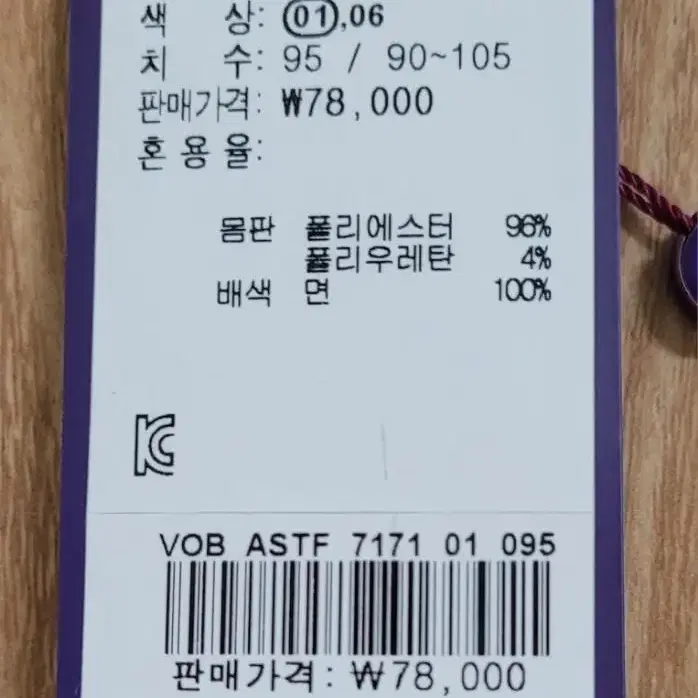 색 상: 01,06
치 수: 95 / 90~105
판매가격: ₩78,000
혼 용 율:
몸판 폴리에스터 96%
폴리우레탄 4%
배색 면 100%
KC
VOB ASTF 7171 01 095
판매가격: ₩78,000